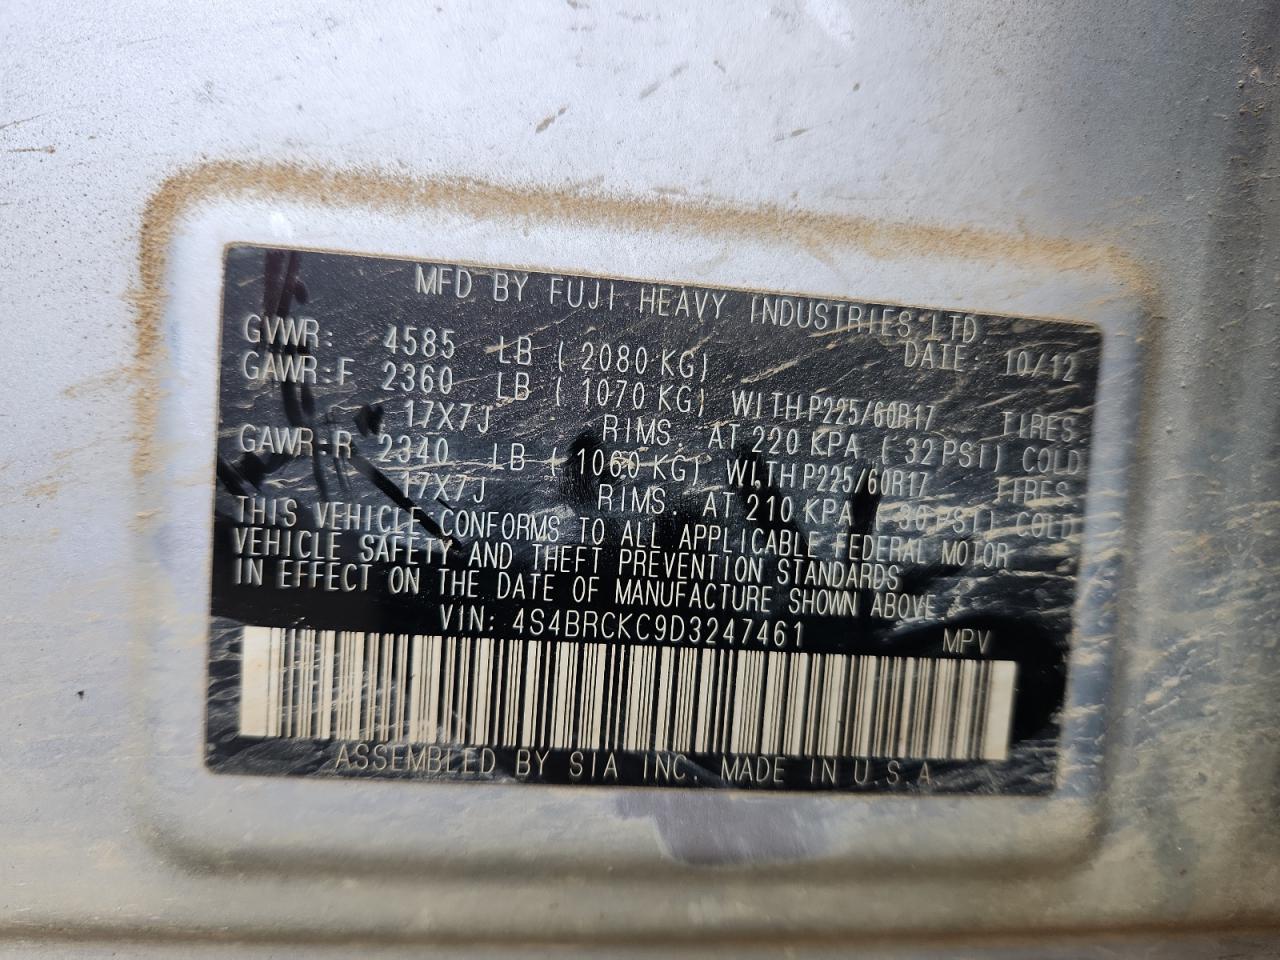 MFD BY FUJI HEAVY INDUSTRIES LTD.
GVWR: 4585 LB ( 2080 KG) DATE: 10/12
GAWR:F 2360 LB ( 1070 KG) WITH P225/60R17 TIRES
17X7J RIMS. AT 220 KPA ( 32 PSI) COLD
GAWR:R 2340 LB ( 1060 KG) WITH P225/60R17 TIRES
17X7J RIMS. AT 210 KPA ( 30 PSI) COLD
THIS VEHICLE CONFORMS TO ALL APPLICABLE FEDERAL MOTOR
VEHICLE SAFETY AND THEFT PREVENTION STANDARDS
IN EFFECT ON THE DATE OF MANUFACTURE SHOWN ABOVE.
VIN: 4S4BRCKC9D3247461 MPV
ASSEMBLED BY SIA INC. MADE IN U.S.A.